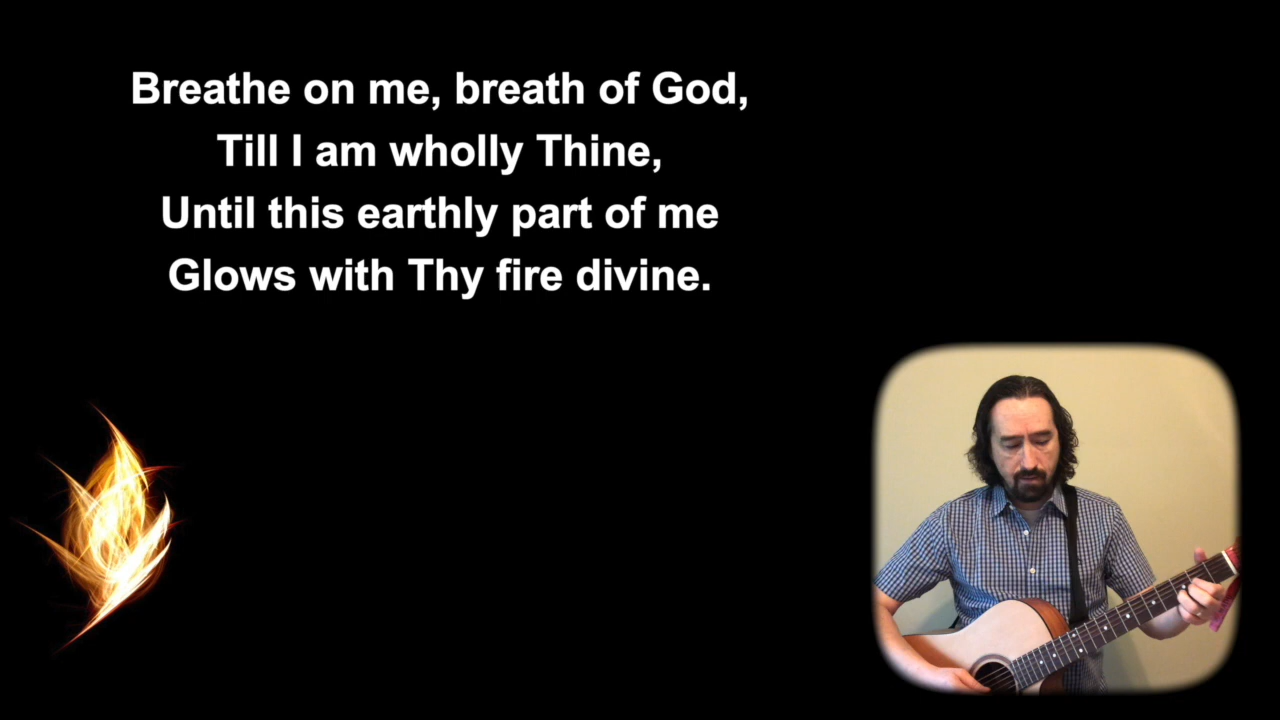 Breathe on me, breath of God,
Till I am wholly Thine,
Until this earthly part of me
Glows with Thy fire divine.